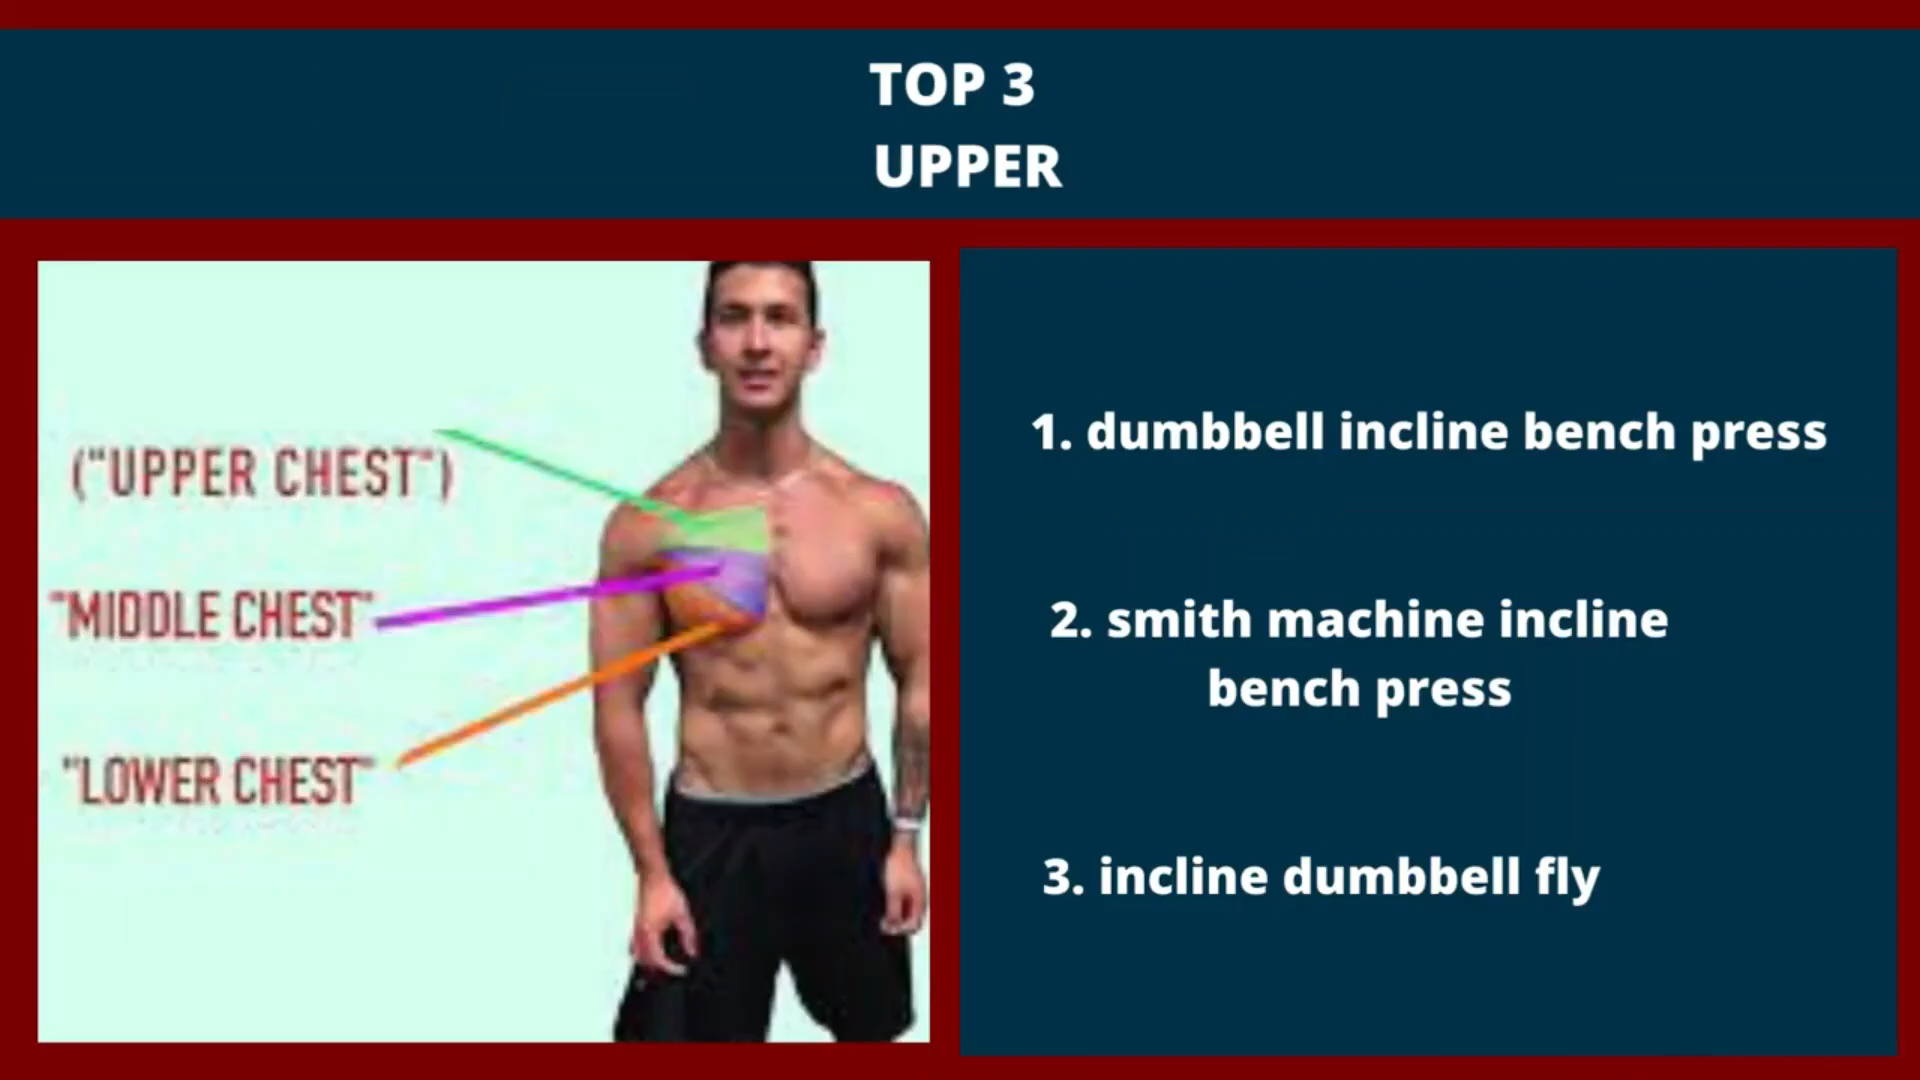 TOP 3
UPPER
("UPPER CHEST")
"MIDDLE CHEST"
"LOWER CHEST"
1. dumbbell incline bench press
2. smith machine incline
bench press
3. incline dumbbell fly